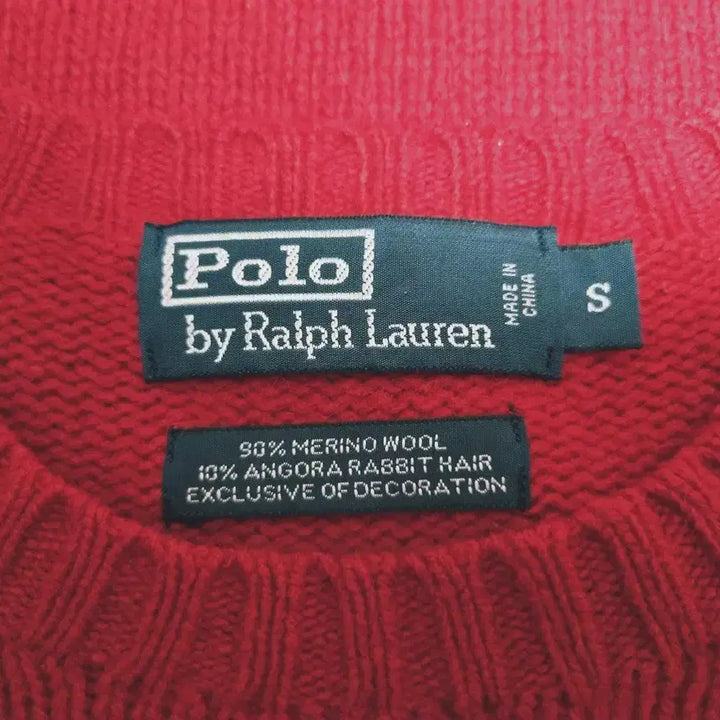 Polo
by Ralph Lauren
MADE IN
CHINA
S
90% MERINO WOOL
10% ANGORA RABBIT HAIR
EXCLUSIVE OF DECORATION